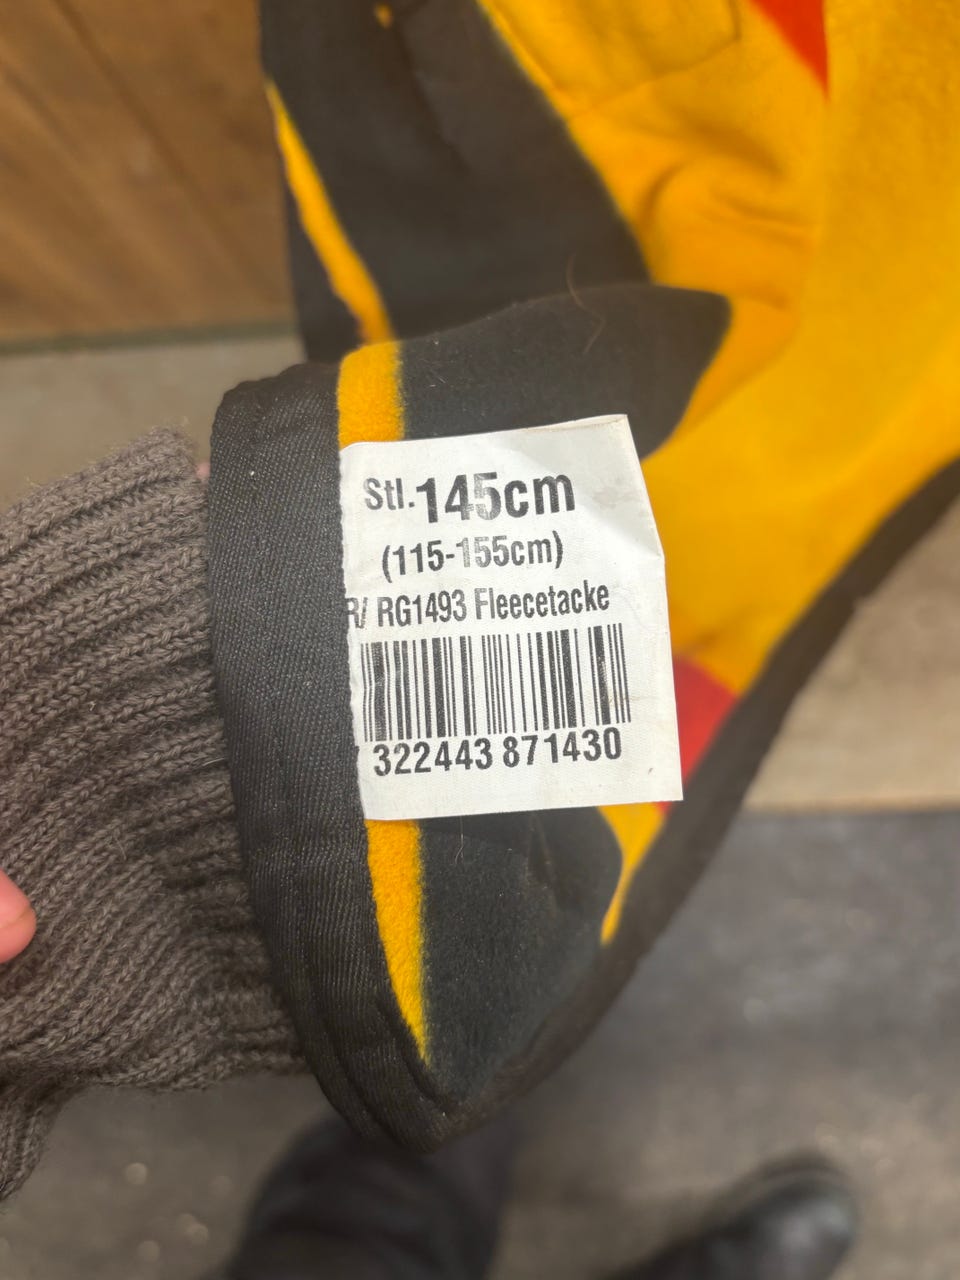 Stl. 145cm
(115-155cm)
R/ RG1493 Fleecetacke
322443 871430